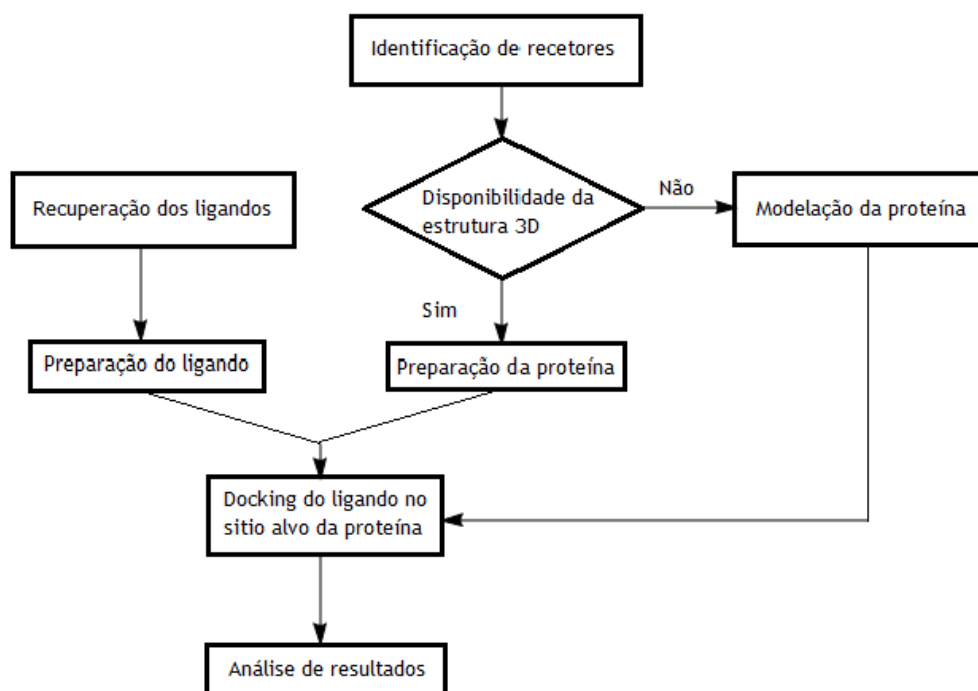 Identificação de recetores
Recuperação dos ligandos
Disponibilidade da
estrutura 3D
Não
Modelação da proteína
Sim
Preparação do ligando
Preparação da proteína
Docking do ligando no
sitio alvo da proteína
Análise de resultados